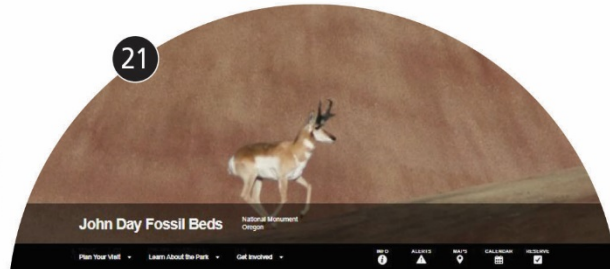 21
John Day Fossil Beds
National Monument
Oregon
Plan Your Visit
Learn About the Park
Get Involved
INFO
ALERTS
MAPS
CALENDAR
RESERVE